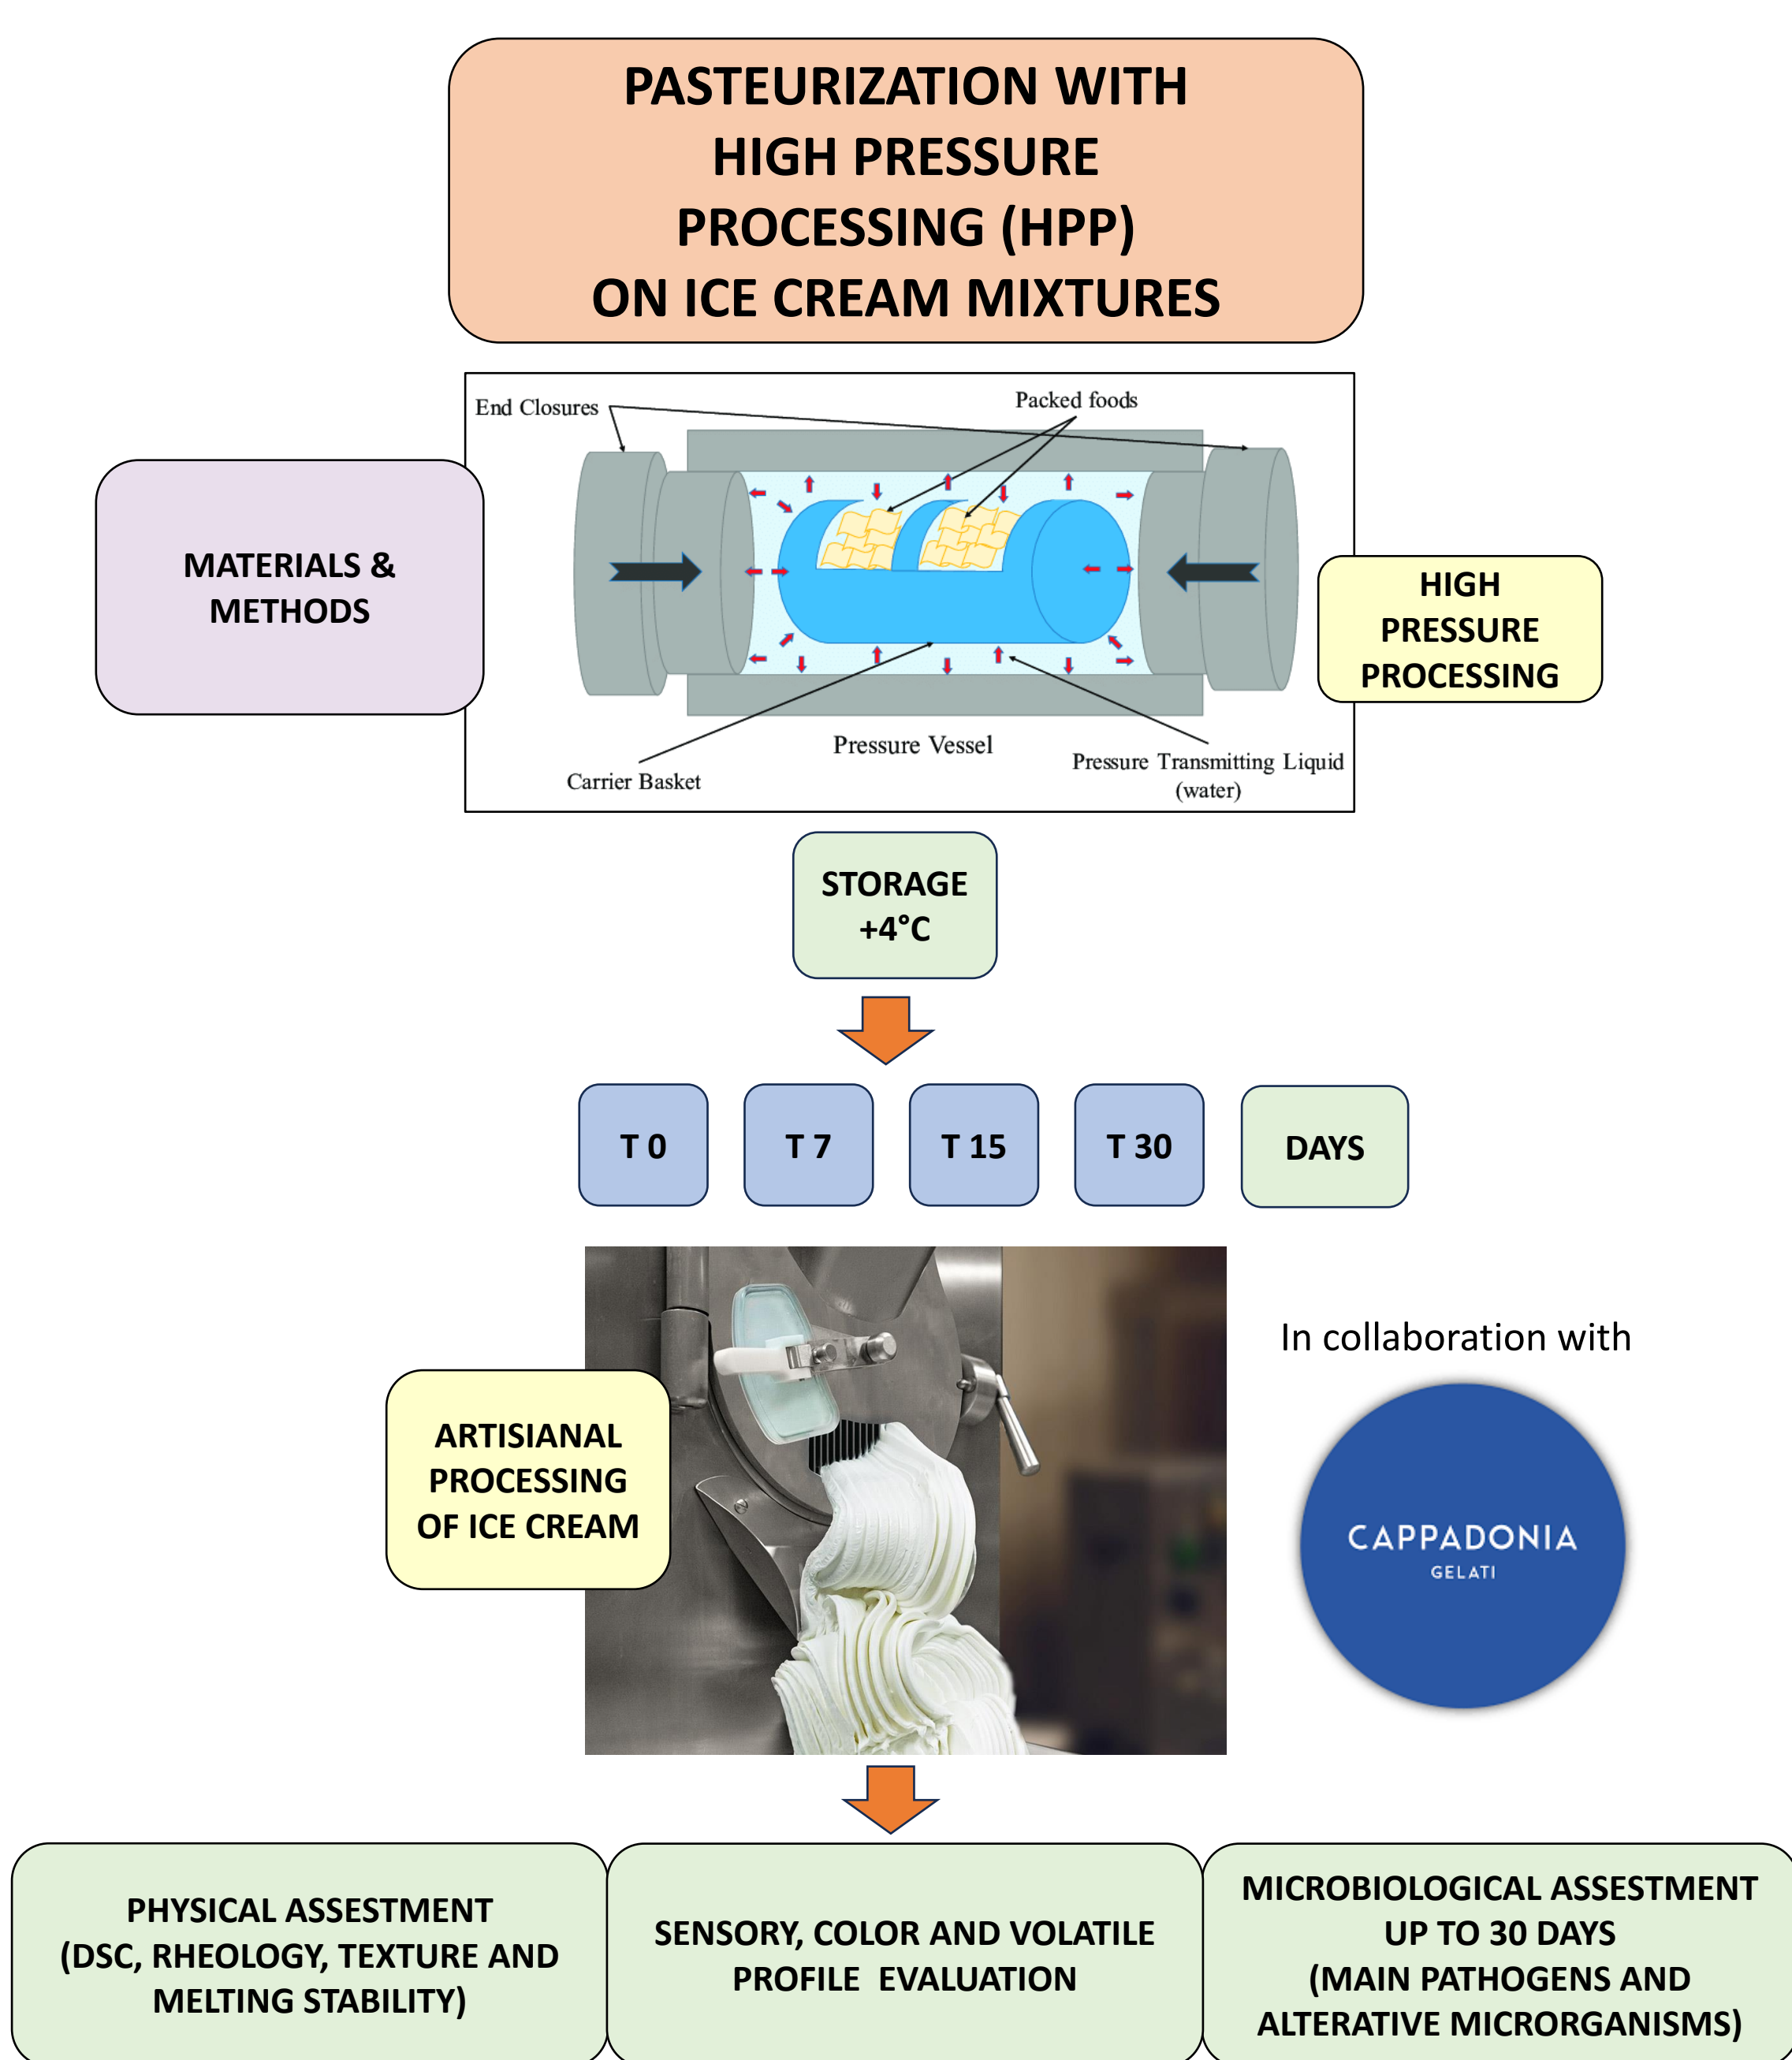 PASTEURIZATION WITH
HIGH PRESSURE
PROCESSING (HPP)
ON ICE CREAM MIXTURES
End Closures
Packed foods
MATERIALS &
METHODS
HIGH
PRESSURE
PROCESSING
Pressure Vessel
Carrier Basket
Pressure Transmitting Liquid
(water)
STORAGE
+4°C
T 0
T 7
T 15
T 30
DAYS
In collaboration with
ARTISIANAL
PROCESSING
OF ICE CREAM
CAPPADONIA
GELATI
PHYSICAL ASSESTMENT
(DSC, RHEOLOGY, TEXTURE AND
MELTING STABILITY)
SENSORY, COLOR AND VOLATILE
PROFILE EVALUATION
MICROBIOLOGICAL ASSESTMENT
UP TO 30 DAYS
(MAIN PATHOGENS AND
ALTERATIVE MICRORGANISMS)